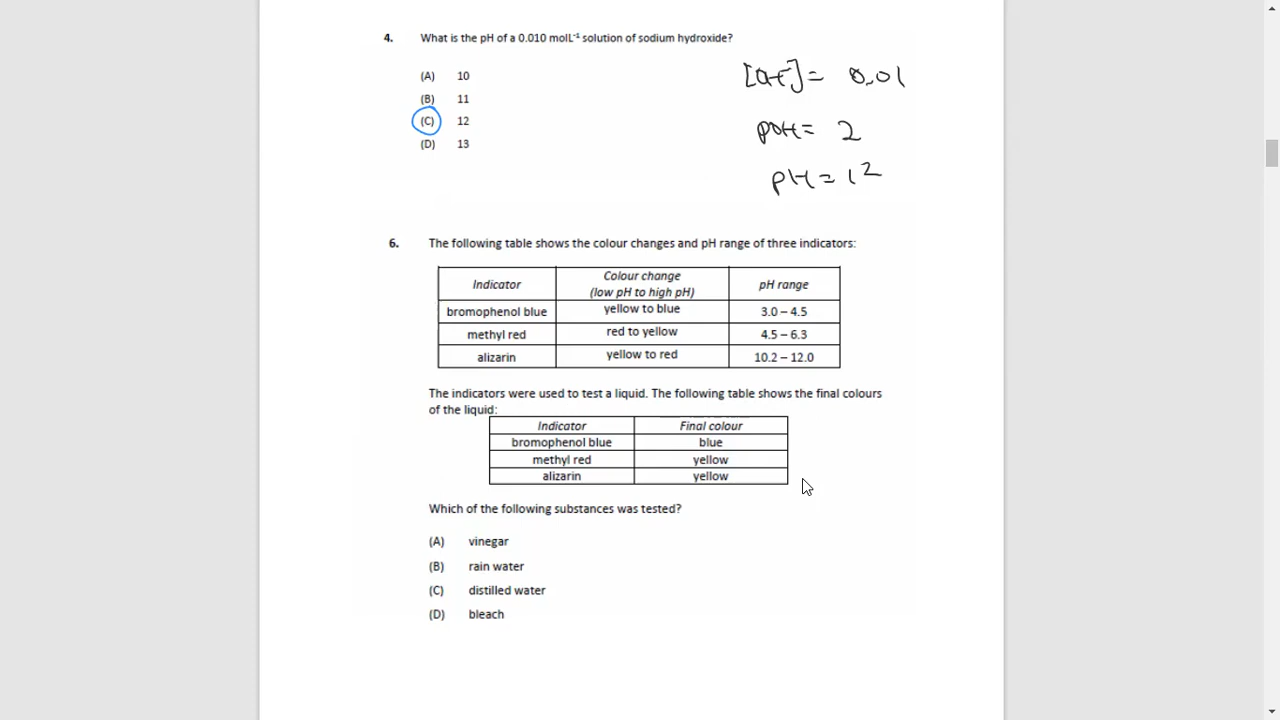 4. What is the pH of a 0.010 molL⁻¹ solution of sodium hydroxide?
(A) 10
(B) 11
(C) 12
(D) 13
[OH⁻] = 0.01
pOH = 2
pH = 12
6. The following table shows the colour changes and pH range of three indicators:
Indicator Colour change (low pH to high pH) pH range
bromophenol blue yellow to blue 3.0 – 4.5
methyl red red to yellow 4.5 – 6.3
alizarin yellow to red 10.2 – 12.0
The indicators were used to test a liquid. The following table shows the final colours
of the liquid:
Indicator Final colour
bromophenol blue blue
methyl red yellow
alizarin yellow
Which of the following substances was tested?
(A) vinegar
(B) rain water
(C) distilled water
(D) bleach